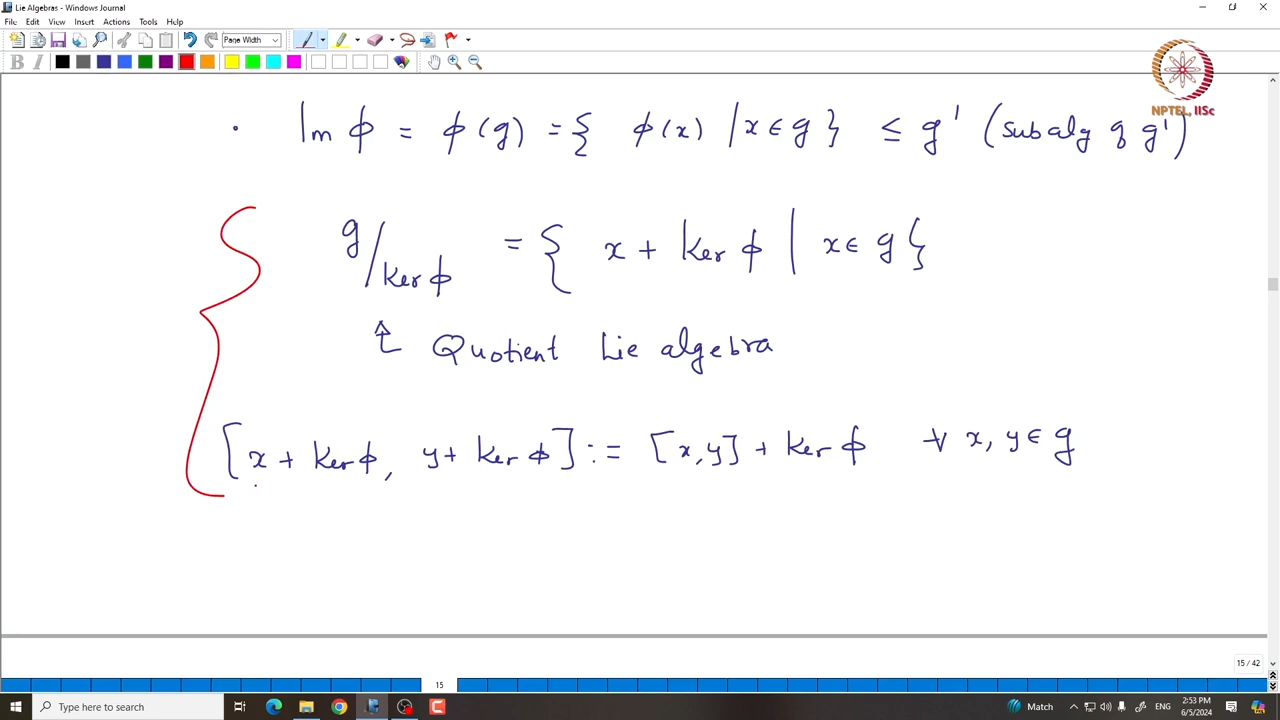 Lie Algebras - Windows Journal
File Edit View Insert Actions Tools Help
Page Width
B I
NPTEL, IISc
· Im φ = φ(g) = { φ(x) | x ∈ g } ≤ g' (subalg of g')
g/ker φ = { x + ker φ | x ∈ g }
↑ Quotient Lie algebra
[x + ker φ, y + ker φ] := [x, y] + ker φ ∀ x, y ∈ g
15 / 42
15
Type here to search
Match
ENG
2:53 PM
6/5/2024